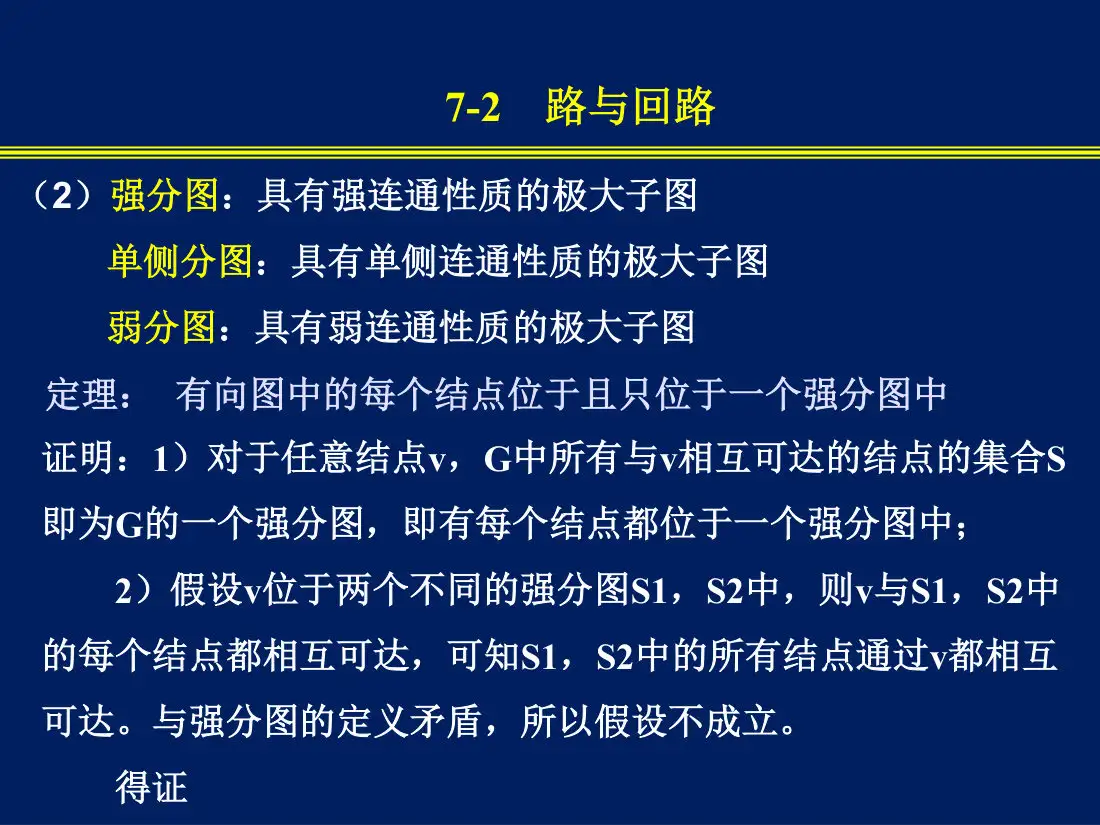 7-2 路与回路
（2）强分图：具有强连通性质的极大子图
单侧分图：具有单侧连通性质的极大子图
弱分图：具有弱连通性质的极大子图
定理： 有向图中的每个结点位于且只位于一个强分图中
证明：1）对于任意结点v，G中所有与v相互可达的结点的集合S
即为G的一个强分图，即有每个结点都位于一个强分图中；
2）假设v位于两个不同的强分图S1，S2中，则v与S1，S2中
的每个结点都相互可达，可知S1，S2中的所有结点通过v都相互
可达。与强分图的定义矛盾，所以假设不成立。
得证